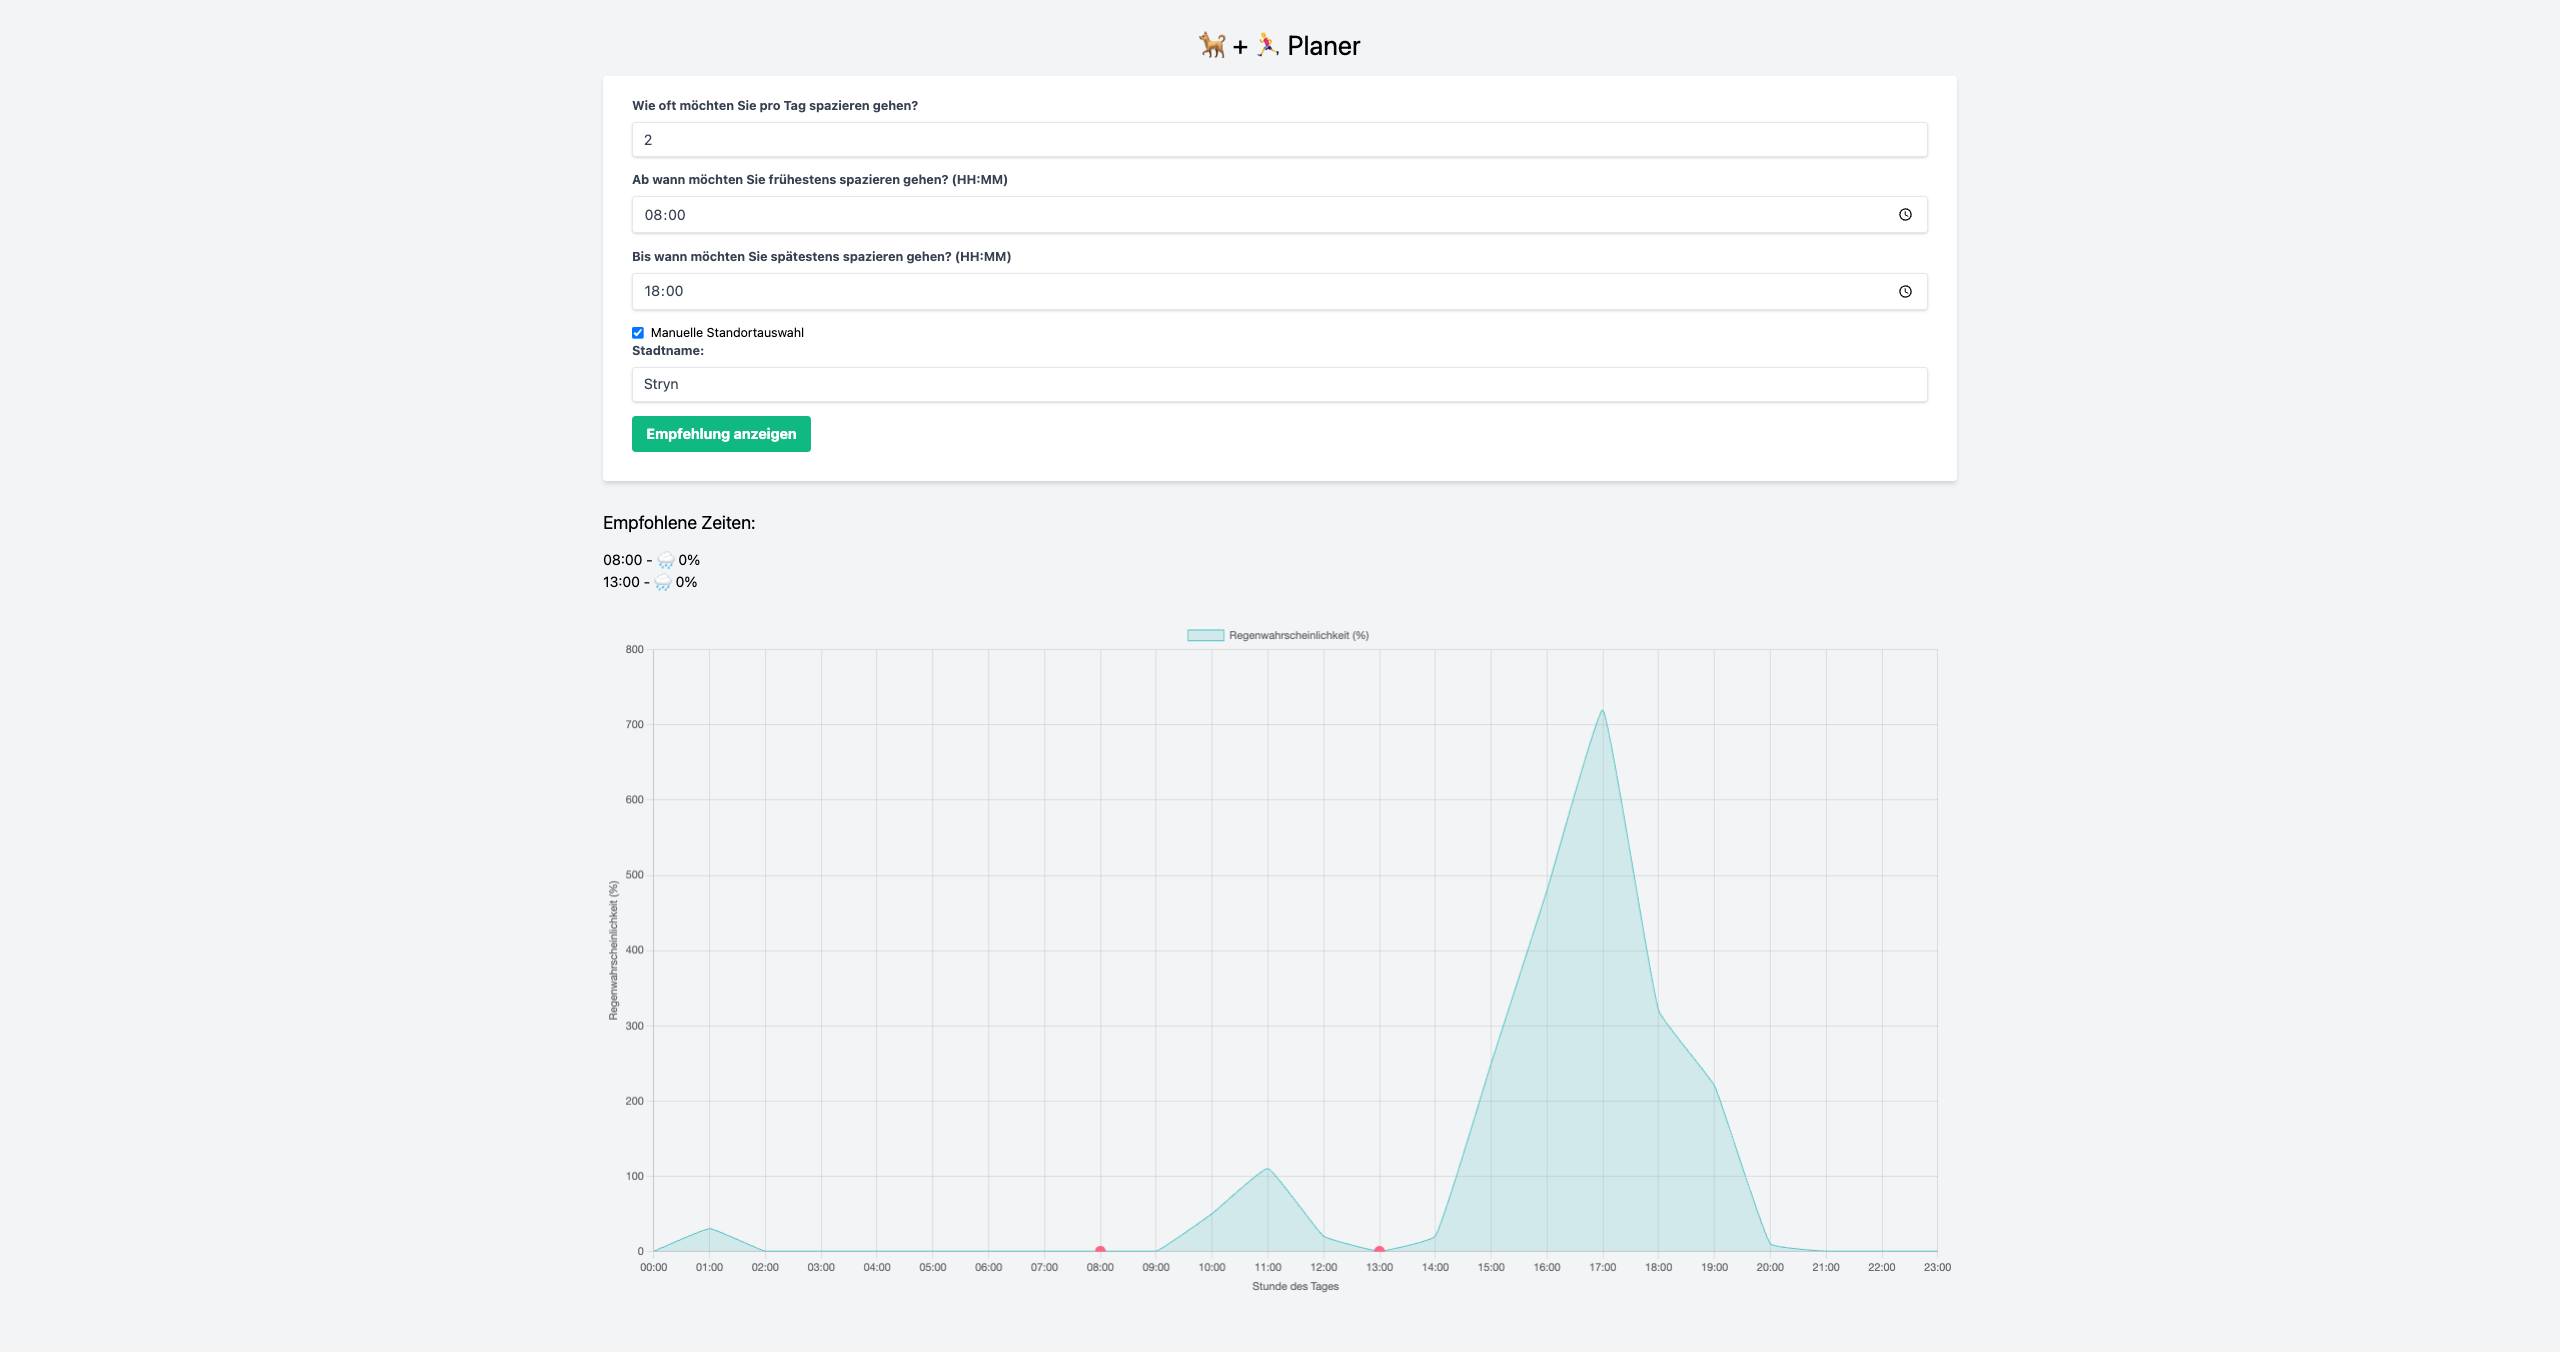 🐕 + 🏃‍♀️ Planer
Wie oft möchten Sie pro Tag spazieren gehen?
2
Ab wann möchten Sie frühestens spazieren gehen? (HH:MM)
08:00
Bis wann möchten Sie spätestens spazieren gehen? (HH:MM)
18:00
Manuelle Standortauswahl
Stadtname:
Stryn
Empfehlung anzeigen
Empfohlene Zeiten:
08:00 - 🌧️ 0%
13:00 - 🌧️ 0%
Regenwahrscheinlichkeit (%)
800
700
600
500
400
300
200
100
0
Regenwahrscheinlichkeit (%)
00:00 01:00 02:00 03:00 04:00 05:00 06:00 07:00 08:00 09:00 10:00 11:00 12:00 13:00 14:00 15:00 16:00 17:00 18:00 19:00 20:00 21:00 22:00 23:00
Stunde des Tages